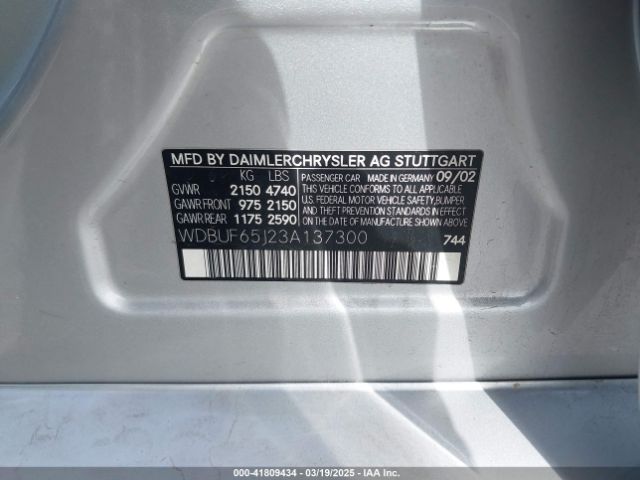 MFD BY DAIMLERCHRYSLER AG STUTTGART
KG LBS
GVWR 2150 4740
GAWR FRONT 975 2150
GAWR REAR 1175 2590
PASSENGER CAR MADE IN GERMANY 09/02
THIS VEHICLE CONFORMS TO ALL APPLICABLE
U.S. FEDERAL MOTOR VEHICLE SAFETY, BUMPER
AND THEFT PREVENTION STANDARDS IN EFFECT
ON THE DATE OF MANUFACTURE SHOWN ABOVE
WDBUF65J23A137300 744
000-41809434 / 03/19/2025 - IAA Inc.